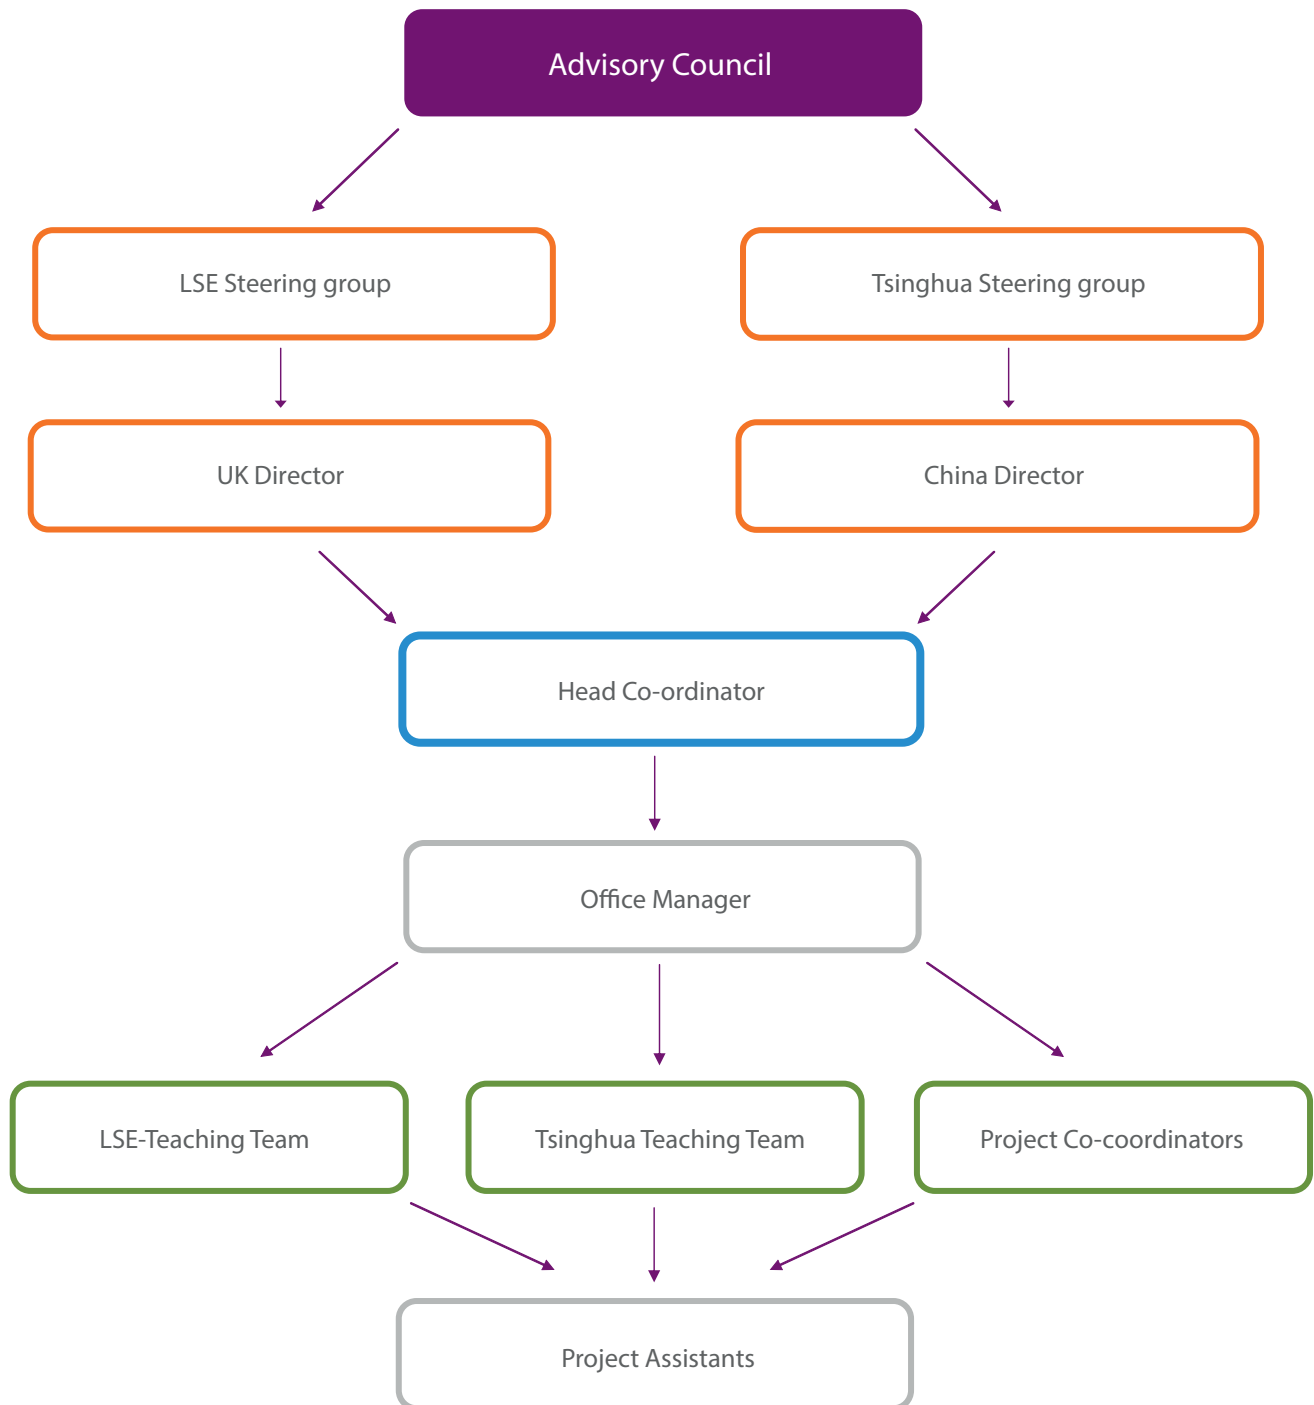 Advisory Council
LSE Steering group
Tsinghua Steering group
UK Director
China Director
Head Co-ordinator
Office Manager
LSE-Teaching Team
Tsinghua Teaching Team
Project Co-coordinators
Project Assistants